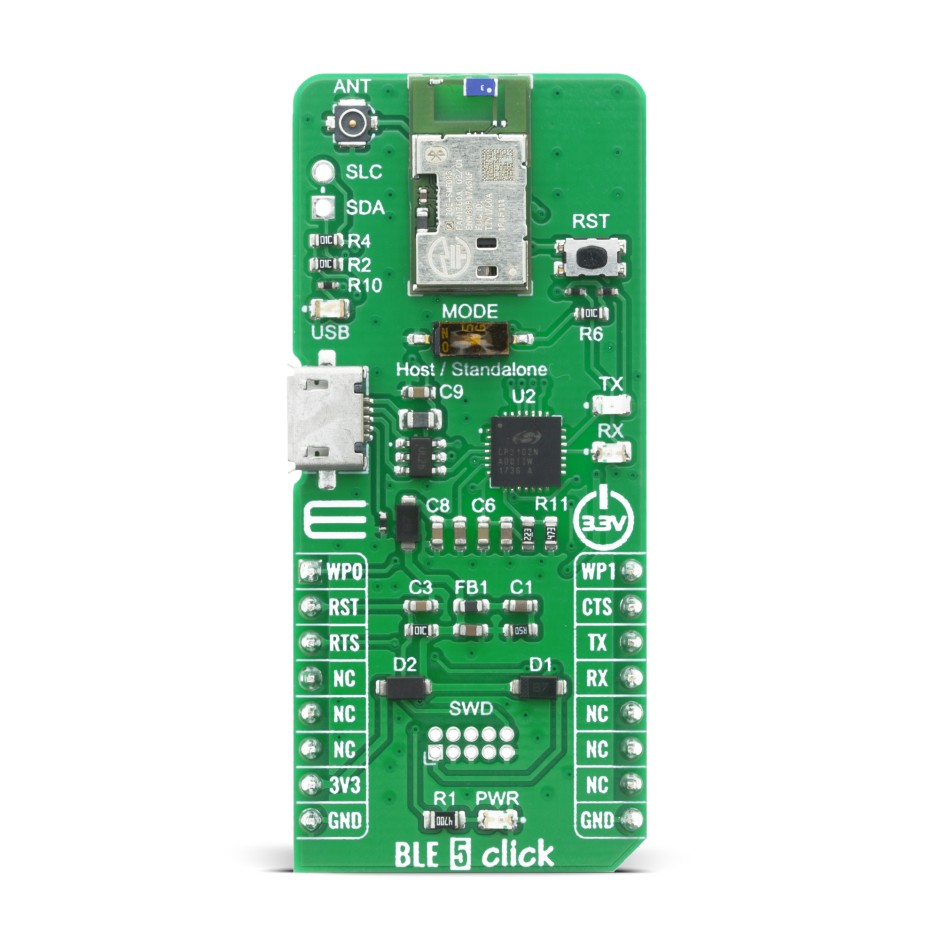 ANT
SLC
SDA
R4
R2
R10
USB
RST
R6
MODE
Host / Standalone
C9
U2
TX
RX
C8
C6
R11
223
473
3.3V
WP0
RST
RTS
NC
NC
NC
3V3
GND
WP1
CTS
TX
RX
NC
NC
NC
GND
C3
FB1
C1
D2
D1
SWD
R1
PWR
BLE 5 click